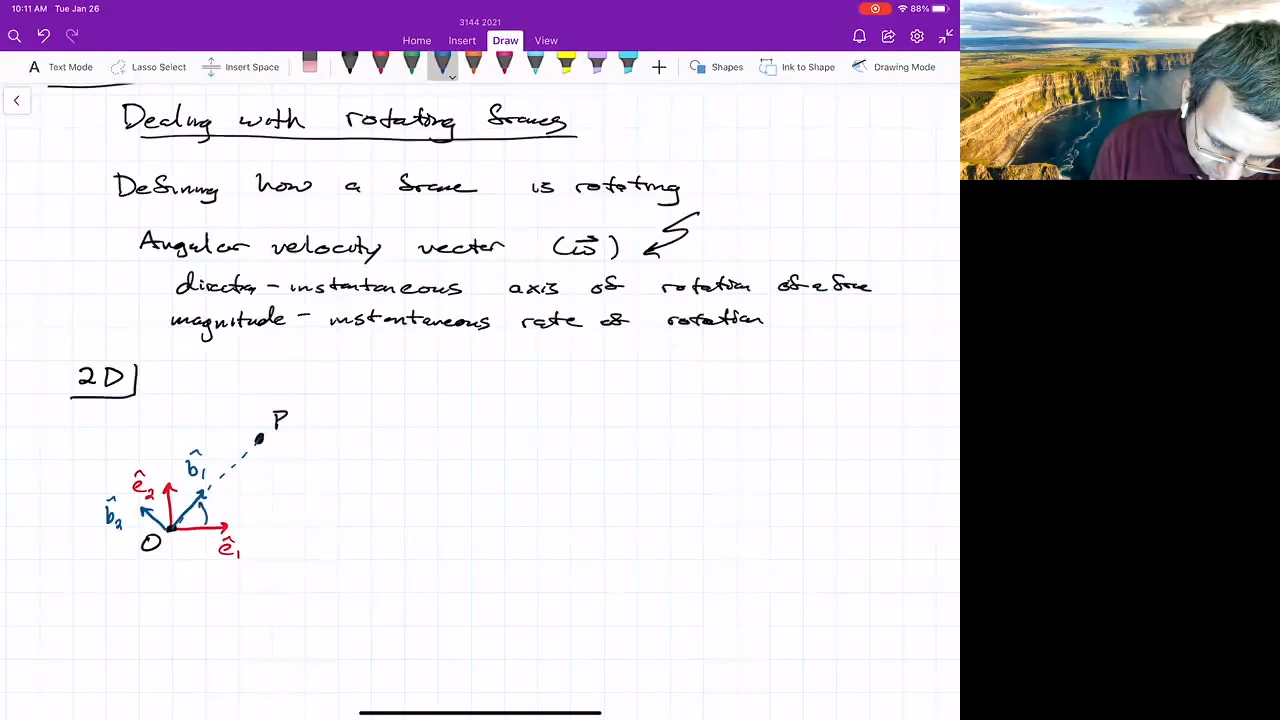 10:11 AM Tue Jan 26
88%
3144 2021
Home Insert Draw View
Text Mode Lasso Select Insert Space Shapes Ink to Shape Drawing Mode
Dealing with rotating frames
Defining how a frame is rotating
Angular velocity vector (ω⃗)
direction - instantaneous axis of rotation of a frame
magnitude - instantaneous rate of rotation
2D
P
b̂₁
ê₂
b̂₂
O
ê₁